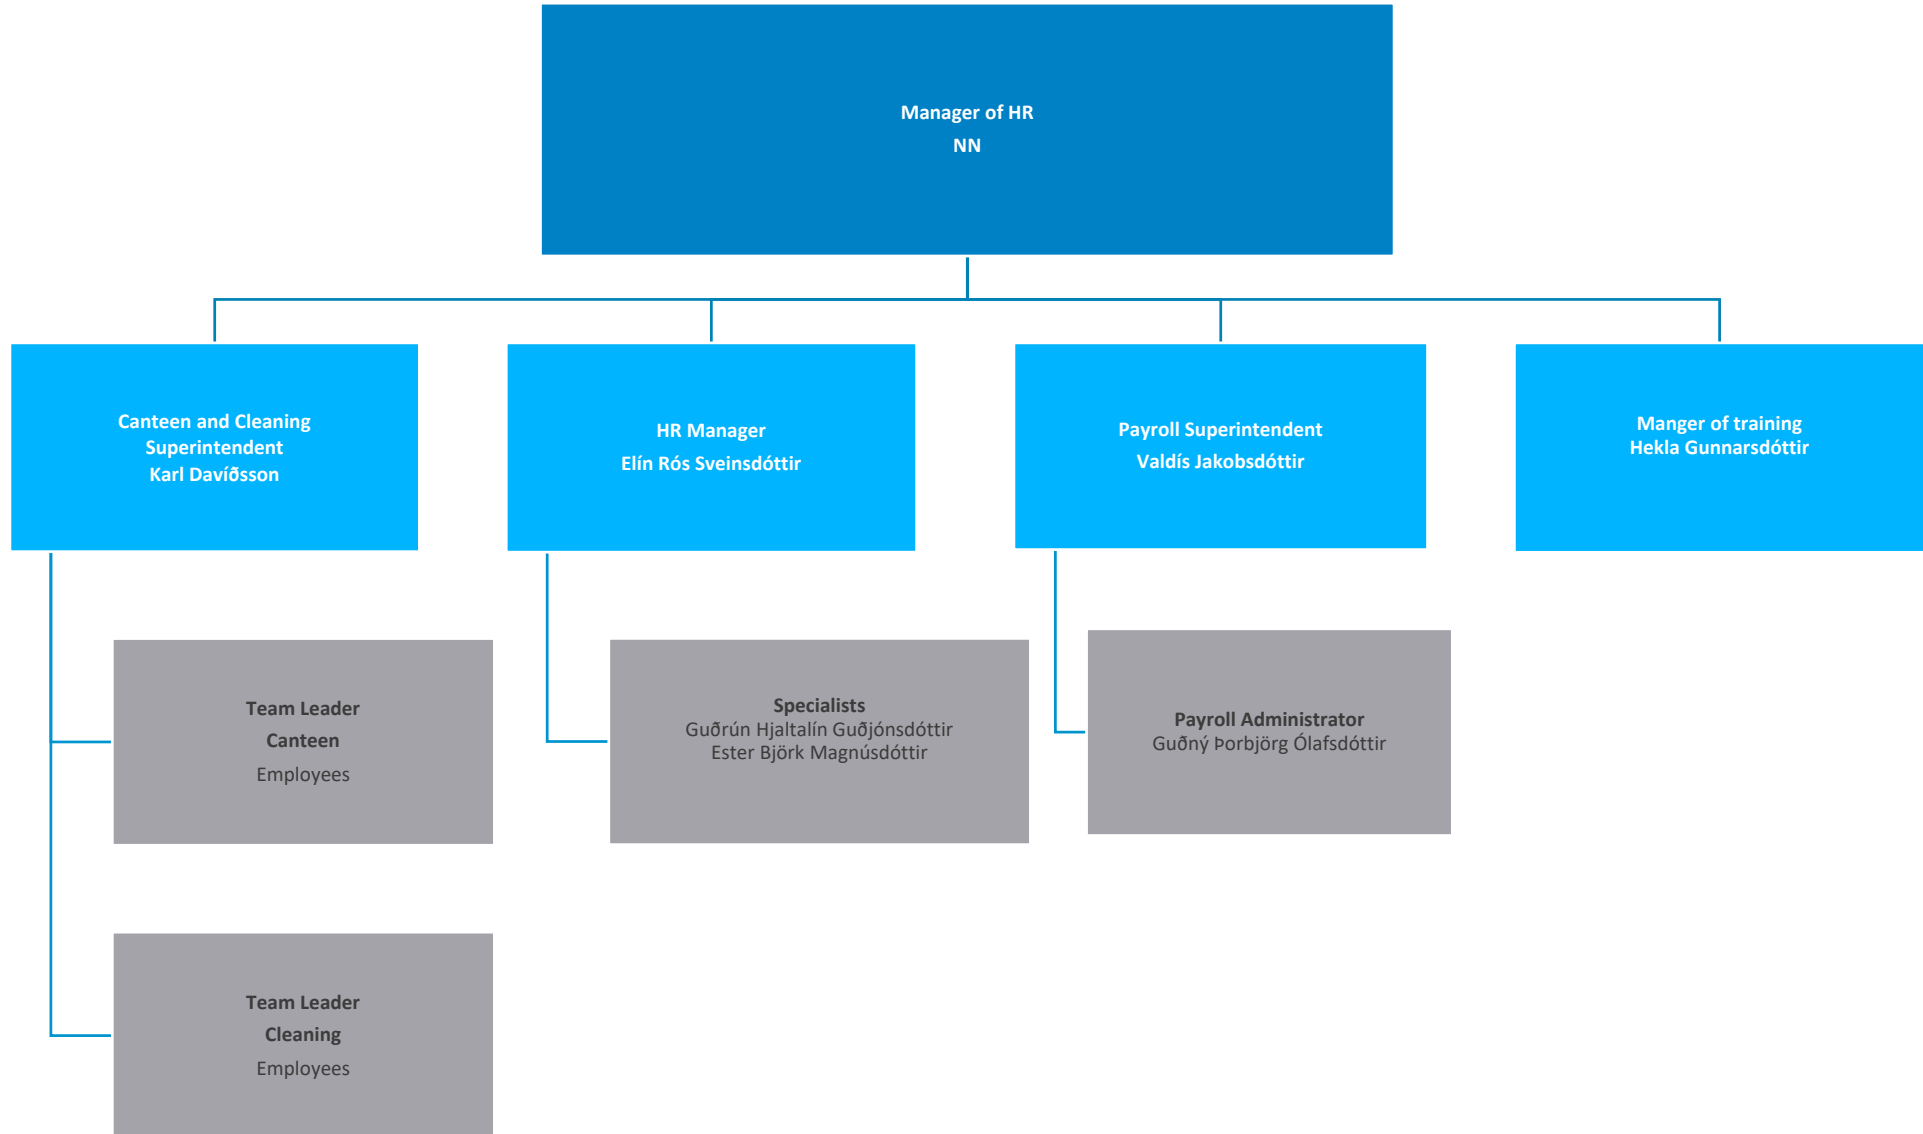 Manager of HR
NN
Canteen and Cleaning
Superintendent
Karl Davíðsson
HR Manager
Elín Rós Sveinsdóttir
Payroll Superintendent
Valdís Jakobsdóttir
Manger of training
Hekla Gunnarsdóttir
Team Leader
Canteen
Employees
Specialists
Guðrún Hjaltalín Guðjónsdóttir
Ester Björk Magnúsdóttir
Payroll Administrator
Guðný Þorbjörg Ólafsdóttir
Team Leader
Cleaning
Employees